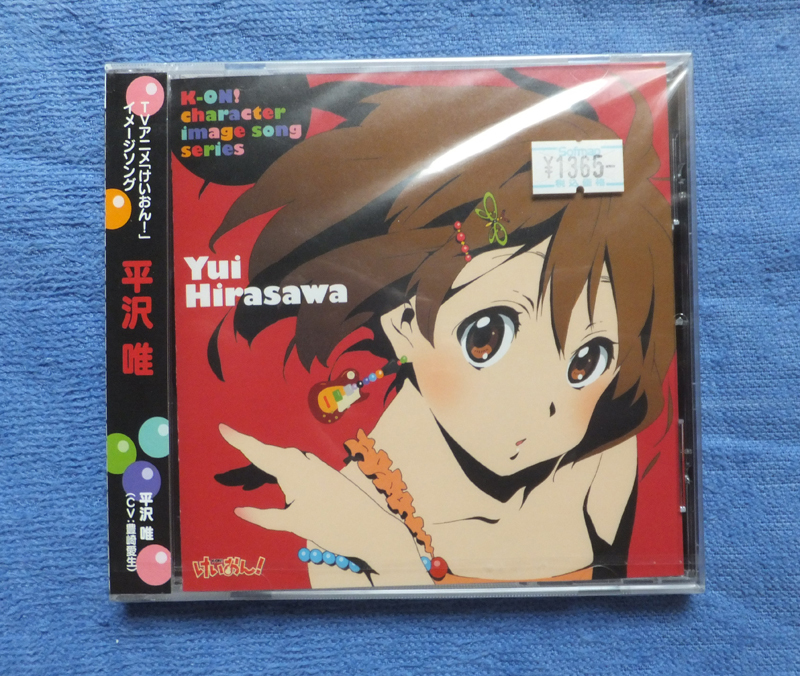 TVアニメ「けいおん!」
イメージソング
平沢 唯
平沢 唯
(CV:豊崎愛生)
K-ON!
character
image song
series
Yui
Hirasawa
¥1365-
けいおん!